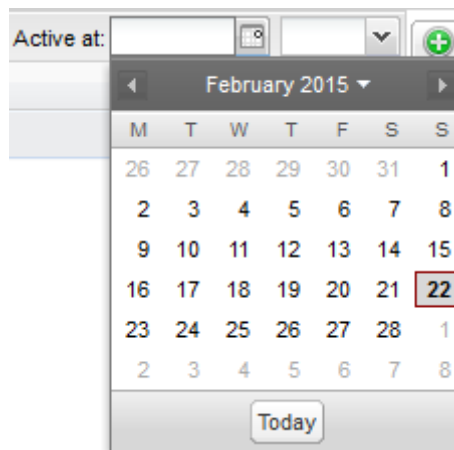 Active at:
February 2015
M T W T F S S
26 27 28 29 30 31 1
2 3 4 5 6 7 8
9 10 11 12 13 14 15
16 17 18 19 20 21 22
23 24 25 26 27 28 1
2 3 4 5 6 7 8
Today